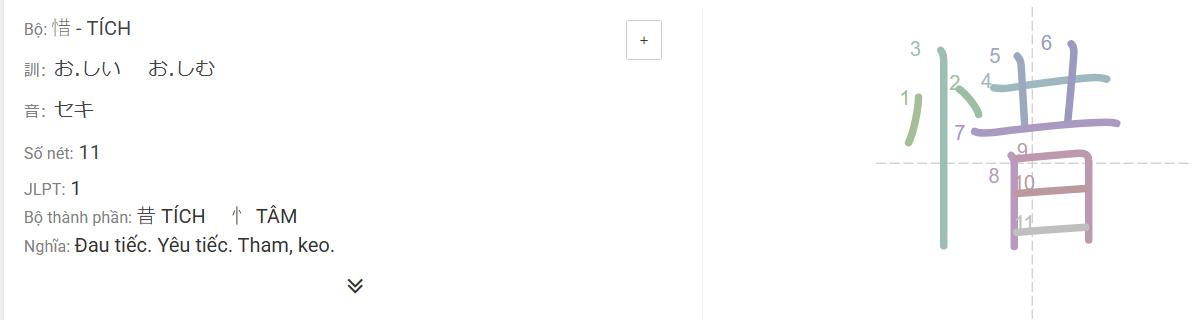 Bộ: 惜 - TÍCH
+
訓: お.しい お.しむ
音: セキ
Số nét: 11
JLPT: 1
Bộ thành phần: 昔 TÍCH 忄 TÂM
Nghĩa: Đau tiếc. Yêu tiếc. Tham, keo.
惜
1
2
3
4
5
6
7
8
9
10
11